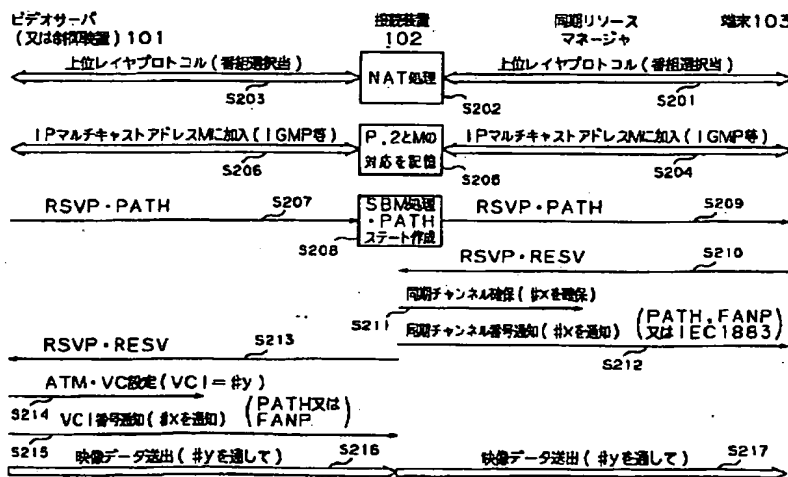 ビデオサーバ
(又は斜獨装置) 101
接続装置
102
同期リソース
マネージャ
端末103
上位レイヤプロトコル(番組選択当)
S203
NAT処理
S202
上位レイヤプロトコル(番組選択当)
S201
IPマルチキャストアドレスMに加入(IGMP等)
S206
P.2とMの
対応を記憶
S205
IPマルチキャストアドレスMに加入(IGMP等)
S204
RSVP・PATH
S207
SBM処理
・PATH
ステート作成
S208
RSVP・PATH
S209
RSVP・RESV
S210
同期チャンネル確保(#xを確保)
S211
同期チャンネル番号通知(#xを通知)
(PATH, FANP
又はIEC1883)
S212
RSVP・RESV
S213
ATM・VC設定(VCI=#y)
S214
VCI番号通知(#xを通知)
(PATH又は
FANP)
S215
映像データ送出(#yを通して)
S216
映像データ送出(#yを通して)
S217